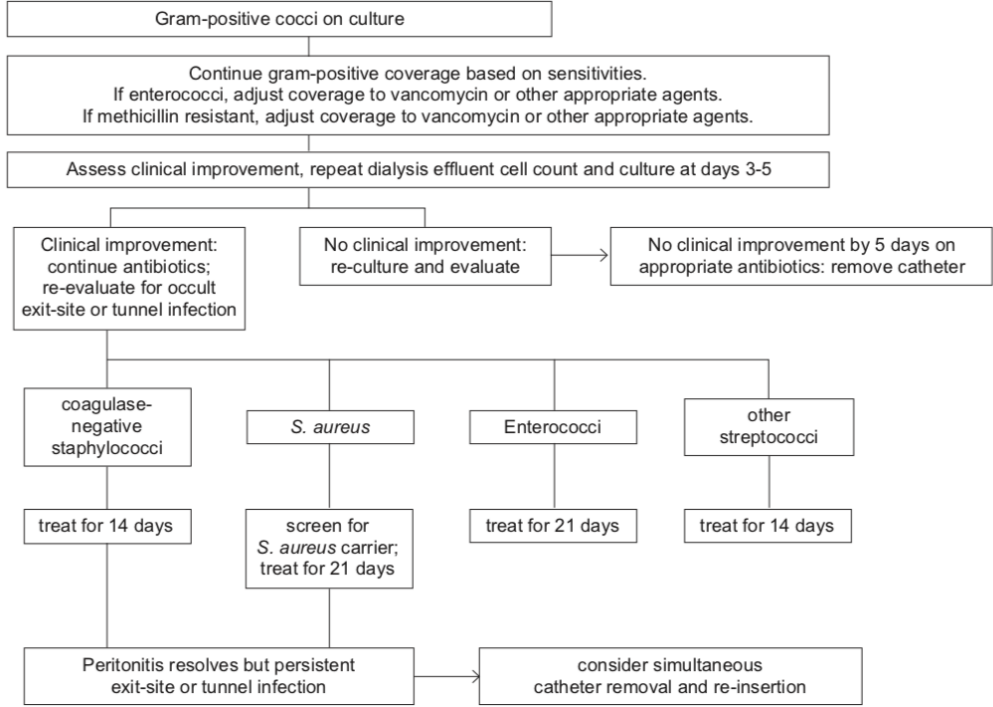 Gram-positive cocci on culture
Continue gram-positive coverage based on sensitivities.
If enterococci, adjust coverage to vancomycin or other appropriate agents.
If methicillin resistant, adjust coverage to vancomycin or other appropriate agents.
Assess clinical improvement, repeat dialysis effluent cell count and culture at days 3-5
Clinical improvement:
continue antibiotics;
re-evaluate for occult
exit-site or tunnel infection
No clinical improvement:
re-culture and evaluate
No clinical improvement by 5 days on
appropriate antibiotics: remove catheter
coagulase-
negative
staphylococci
S. aureus
Enterococci
other
streptococci
treat for 14 days
screen for
S. aureus carrier;
treat for 21 days
treat for 21 days
treat for 14 days
Peritonitis resolves but persistent
exit-site or tunnel infection
consider simultaneous
catheter removal and re-insertion